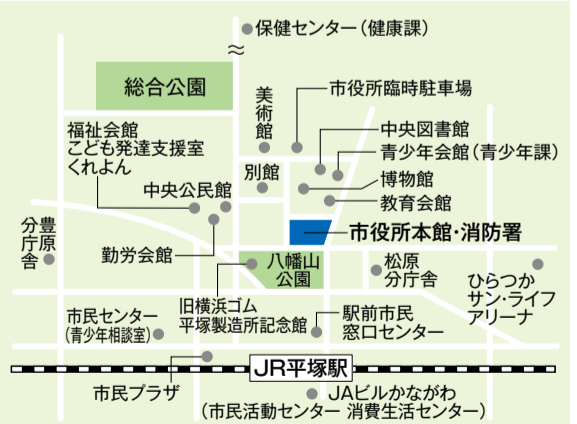 保健センター(健康課)
総合公園
美術館
市役所臨時駐車場
福祉会館
こども発達支援室
くれよん
中央図書館
青少年会館(青少年課)
別館
博物館
中央公民館
教育会館
豊原
分庁舎
勤労会館
市役所本館・消防署
八幡山
公園
松原
分庁舎
ひらつか
サン・ライフ
アリーナ
旧横浜ゴム
平塚製造所記念館
市民センター
(青少年相談室)
駅前市民
窓口センター
JR平塚駅
市民プラザ
JAビルかながわ
(市民活動センター 消費生活センター)